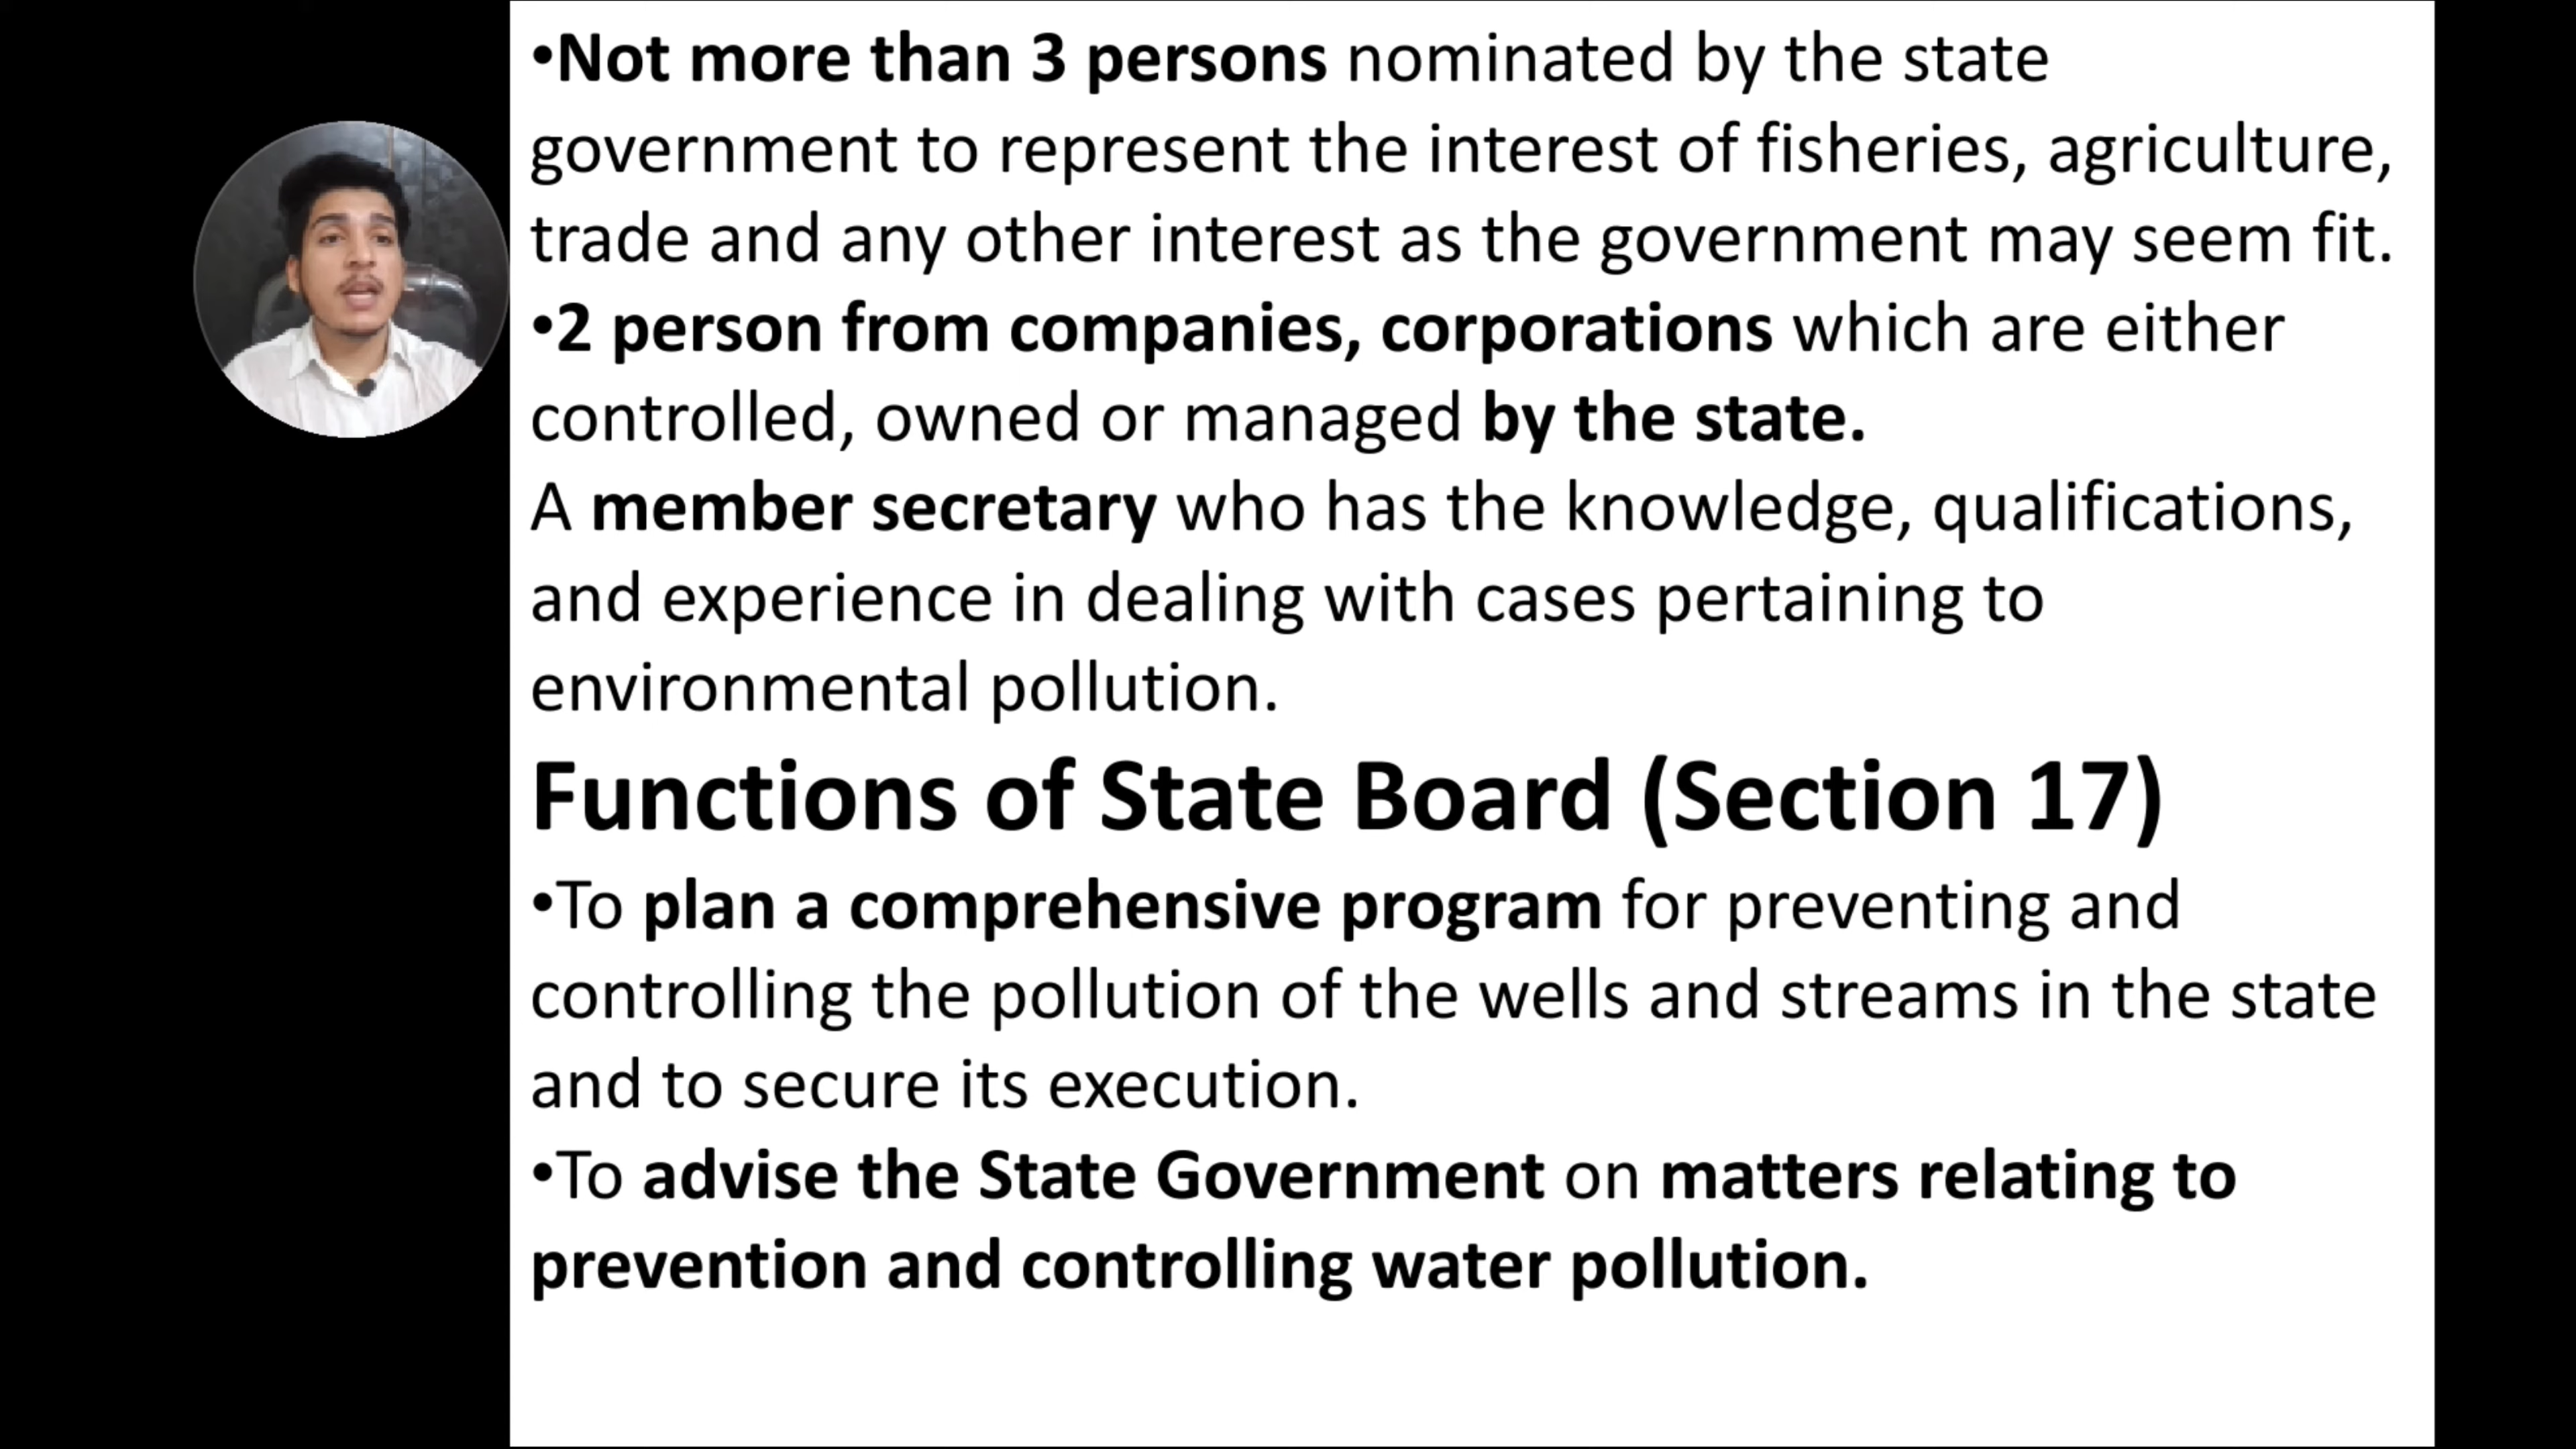 •Not more than 3 persons nominated by the state
government to represent the interest of fisheries, agriculture,
trade and any other interest as the government may seem fit.
•2 person from companies, corporations which are either
controlled, owned or managed by the state.
A member secretary who has the knowledge, qualifications,
and experience in dealing with cases pertaining to
environmental pollution.
Functions of State Board (Section 17)
•To plan a comprehensive program for preventing and
controlling the pollution of the wells and streams in the state
and to secure its execution.
•To advise the State Government on matters relating to
prevention and controlling water pollution.